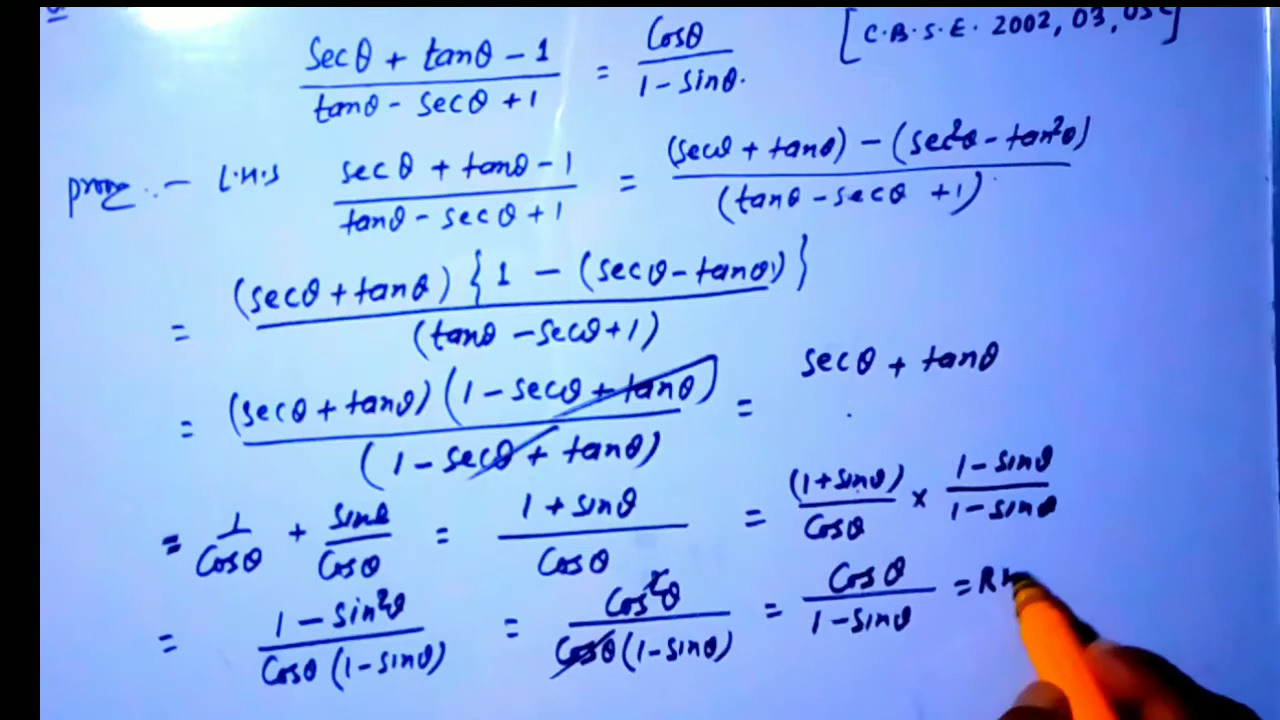 secθ + tanθ - 1 / tanθ - secθ + 1 = cosθ / 1 - sinθ. [C.B.S.E. 2002, 03,
:- L.H.S secθ + tanθ - 1 / tanθ - secθ + 1 = (secθ + tanθ) - (sec²θ - tan²θ) / (tanθ - secθ + 1)
= (secθ + tanθ) { 1 - (secθ - tanθ) } / (tanθ - secθ + 1)
= (secθ + tanθ) (1 - secθ + tanθ) / (1 - secθ + tanθ) = secθ + tanθ
= 1 / cosθ + sinθ / cosθ = 1 + sinθ / cosθ = (1 + sinθ) / cosθ × 1 - sinθ / 1 - sinθ
= 1 - sin²θ / cosθ (1 - sinθ) = cos²θ / cosθ (1 - sinθ) = cosθ / 1 - sinθ = R